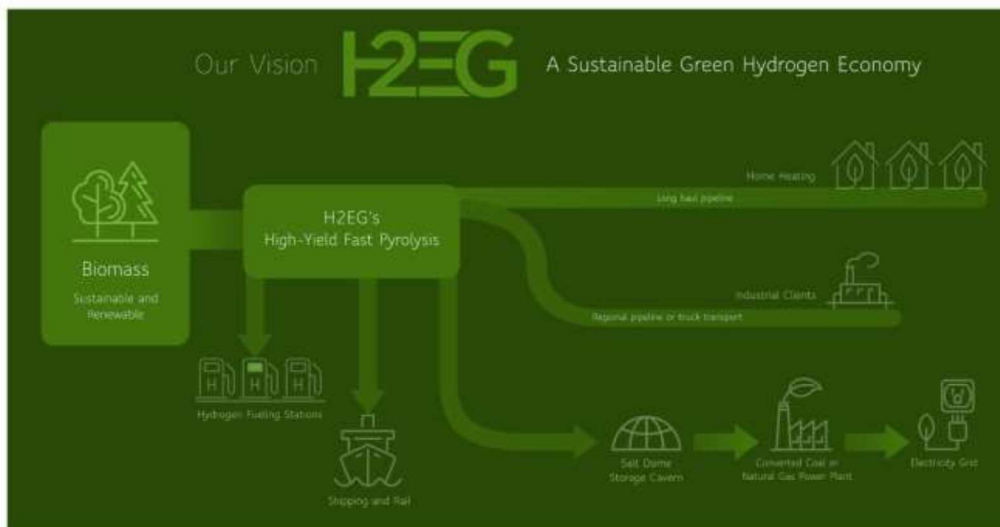 Our Vision H2EG A Sustainable Green Hydrogen Economy
Biomass
Sustainable and
Renewable
H2EG's
High-Yield Fast Pyrolysis
Home Heating
Long haul pipeline
Industrial Clients
Regional pipeline or truck transport
H H H
Hydrogen Fueling Stations
Shipping and Rail
Salt Dome
Storage Cavern
Converted Coal or
Natural Gas Power Plant
Electricity Grid